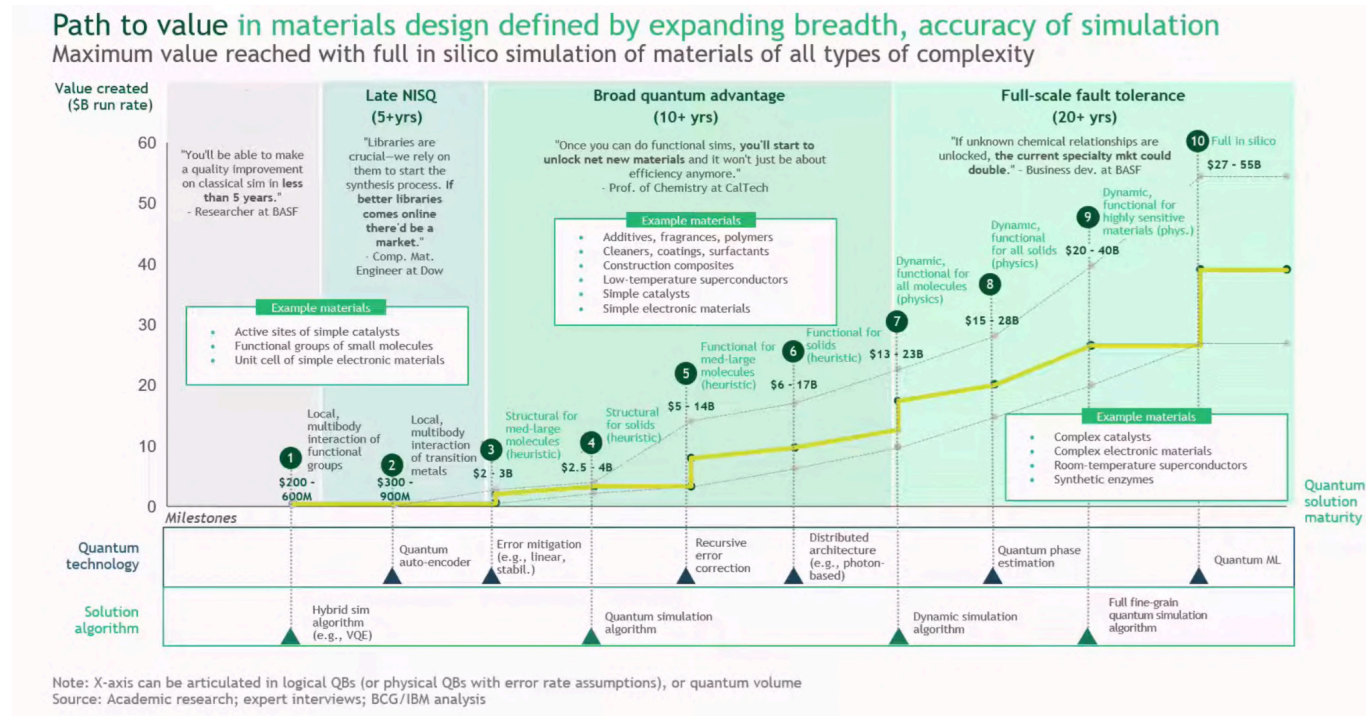 Path to value in materials design defined by expanding breadth, accuracy of simulation
Maximum value reached with full in silico simulation of materials of all types of complexity
Value created
($B run rate)
60
50
40
30
20
10
0
"You'll be able to make
a quality improvement
on classical sim in less
than 5 years."
- Researcher at BASF
Late NISQ
(5+yrs)
"Libraries are
crucial—we rely on
them to start the
synthesis process. If
better libraries
comes online
there'd be a
market."
- Comp. Mat.
Engineer at Dow
Broad quantum advantage
(10+ yrs)
"Once you can do functional sims, you'll start to
unlock net new materials and it won't just be about
efficiency anymore."
- Prof. of Chemistry at CalTech
Full-scale fault tolerance
(20+ yrs)
"If unknown chemical relationships are
unlocked, the current specialty mkt could
double." - Business dev. at BASF
Example materials
• Active sites of simple catalysts
• Functional groups of small molecules
• Unit cell of simple electronic materials
Example materials
• Additives, fragrances, polymers
• Cleaners, coatings, surfactants
• Construction composites
• Low-temperature superconductors
• Simple catalysts
• Simple electronic materials
Example materials
• Complex catalysts
• Complex electronic materials
• Room-temperature superconductors
• Synthetic enzymes
1
Local,
multibody
interaction of
functional
groups
$200 -
600M
2
Local,
multibody
interaction
of transition
metals
$300 -
900M
3
Structural for
med-large
molecules
(heuristic)
$2 - 3B
4
Structural
for solids
(heuristic)
$2.5 - 4B
5
Functional for
med-large
molecules
(heuristic)
$5 - 14B
6
Functional for
solids
(heuristic)
$6 - 17B
7
Dynamic,
functional for
all molecules
(physics)
$13 - 23B
8
Dynamic,
functional
for all solids
(physics)
$15 - 28B
9
Dynamic,
functional for
highly sensitive
materials (phys.)
$20 - 40B
10
Full in silico
$27 - 55B
Quantum
solution
maturity
Milestones
Quantum
technology
Quantum
auto-encoder
Error mitigation
(e.g., linear,
stabil.)
Recursive
error
correction
Distributed
architecture
(e.g., photon-
based)
Quantum phase
estimation
Quantum ML
Solution
algorithm
Hybrid sim
algorithm
(e.g., VQE)
Quantum simulation
algorithm
Dynamic simulation
algorithm
Full fine-grain
quantum simulation
algorithm
Note: X-axis can be articulated in logical QBs (or physical QBs with error rate assumptions), or quantum volume
Source: Academic research; expert interviews; BCG/IBM analysis